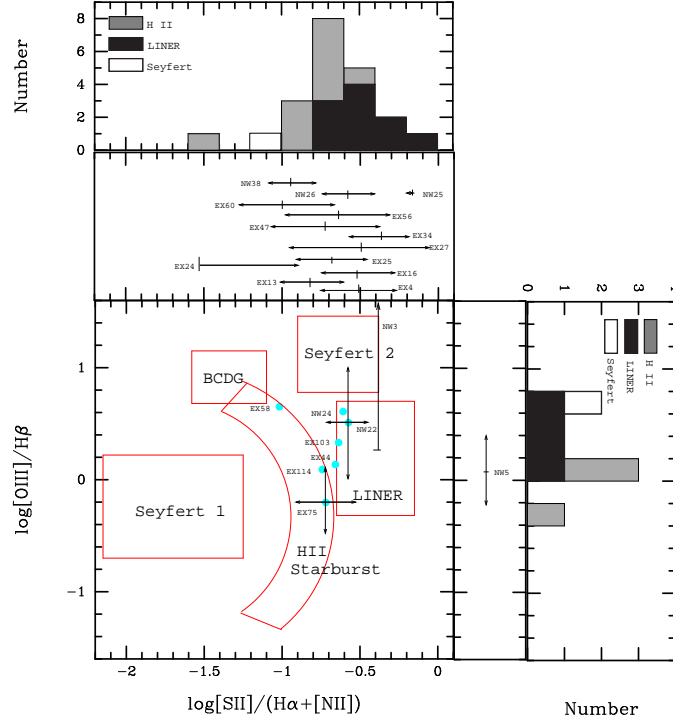 Number
8
6
4
2
0
H II
LINER
Seyfert
NW38
NW26
NW25
EX60
EX56
EX47
EX34
EX27
EX24
EX25
EX16
EX13
EX4
0 1 2 3 4
NW3
Seyfert 2
BCDG
EX58
NW24
NW22
EX103
EX44
EX114
LINER
Seyfert 1
EX75
HII
Starburst
1
0
-1
log[OIII]/Hβ
NW5
H II
LINER
Seyfert
−2 −1.5 −1 −0.5 0
log[SII]/(Hα+[NII])
Number